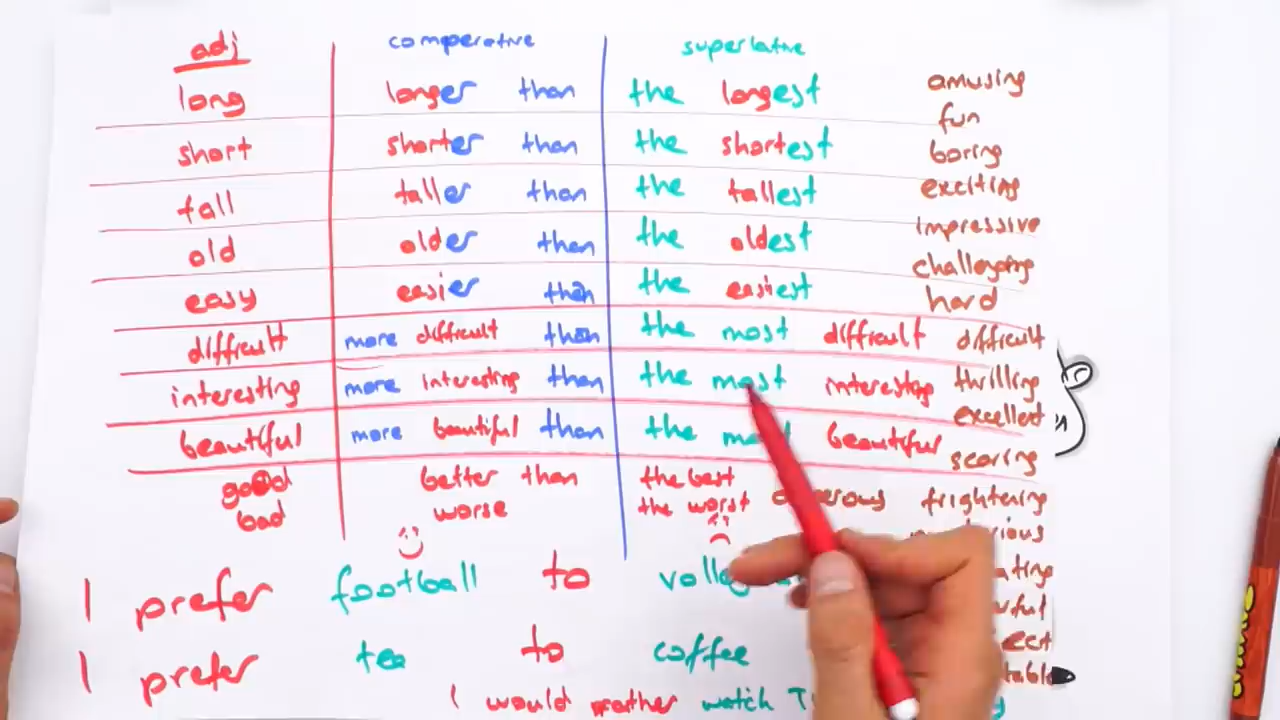 adj comperative superlative
long longer than the longest amusing
fun
short shorter than the shortest boring
tall taller than the tallest exciting
old older than the oldest impressive
challenging
easy easier than the easiest hard
difficult more difficult than the most difficult difficult
interesting more interesting than the most interesting thrilling
excellent
beautiful more beautiful than the most beautiful scaring
good better than the best frightening
bad worse the worst
I prefer football to
I prefer tea to coffee
I would rather watch